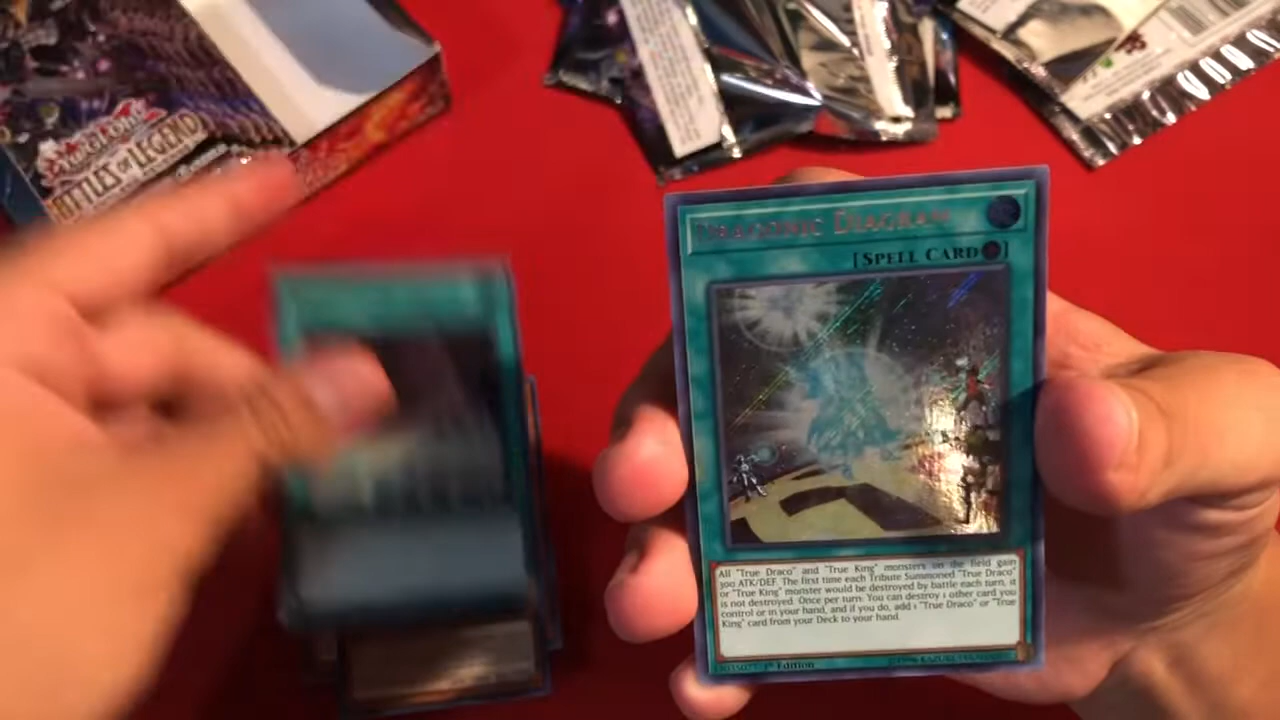 YU-GI-OH!
BATTLES OF LEGEND
DRACONIC DIAGRAM
[SPELL CARD ]
All "True Draco" and "True King" monsters on the field gain
300 ATK/DEF. The first time each Tribute Summoned "True Draco"
or "True King" monster would be destroyed by battle each turn, it
is not destroyed. Once per turn: You can destroy 1 other card you
control or in your hand, and if you do, add 1 "True Draco" or "True
King" card from your Deck to your hand.
1st Edition